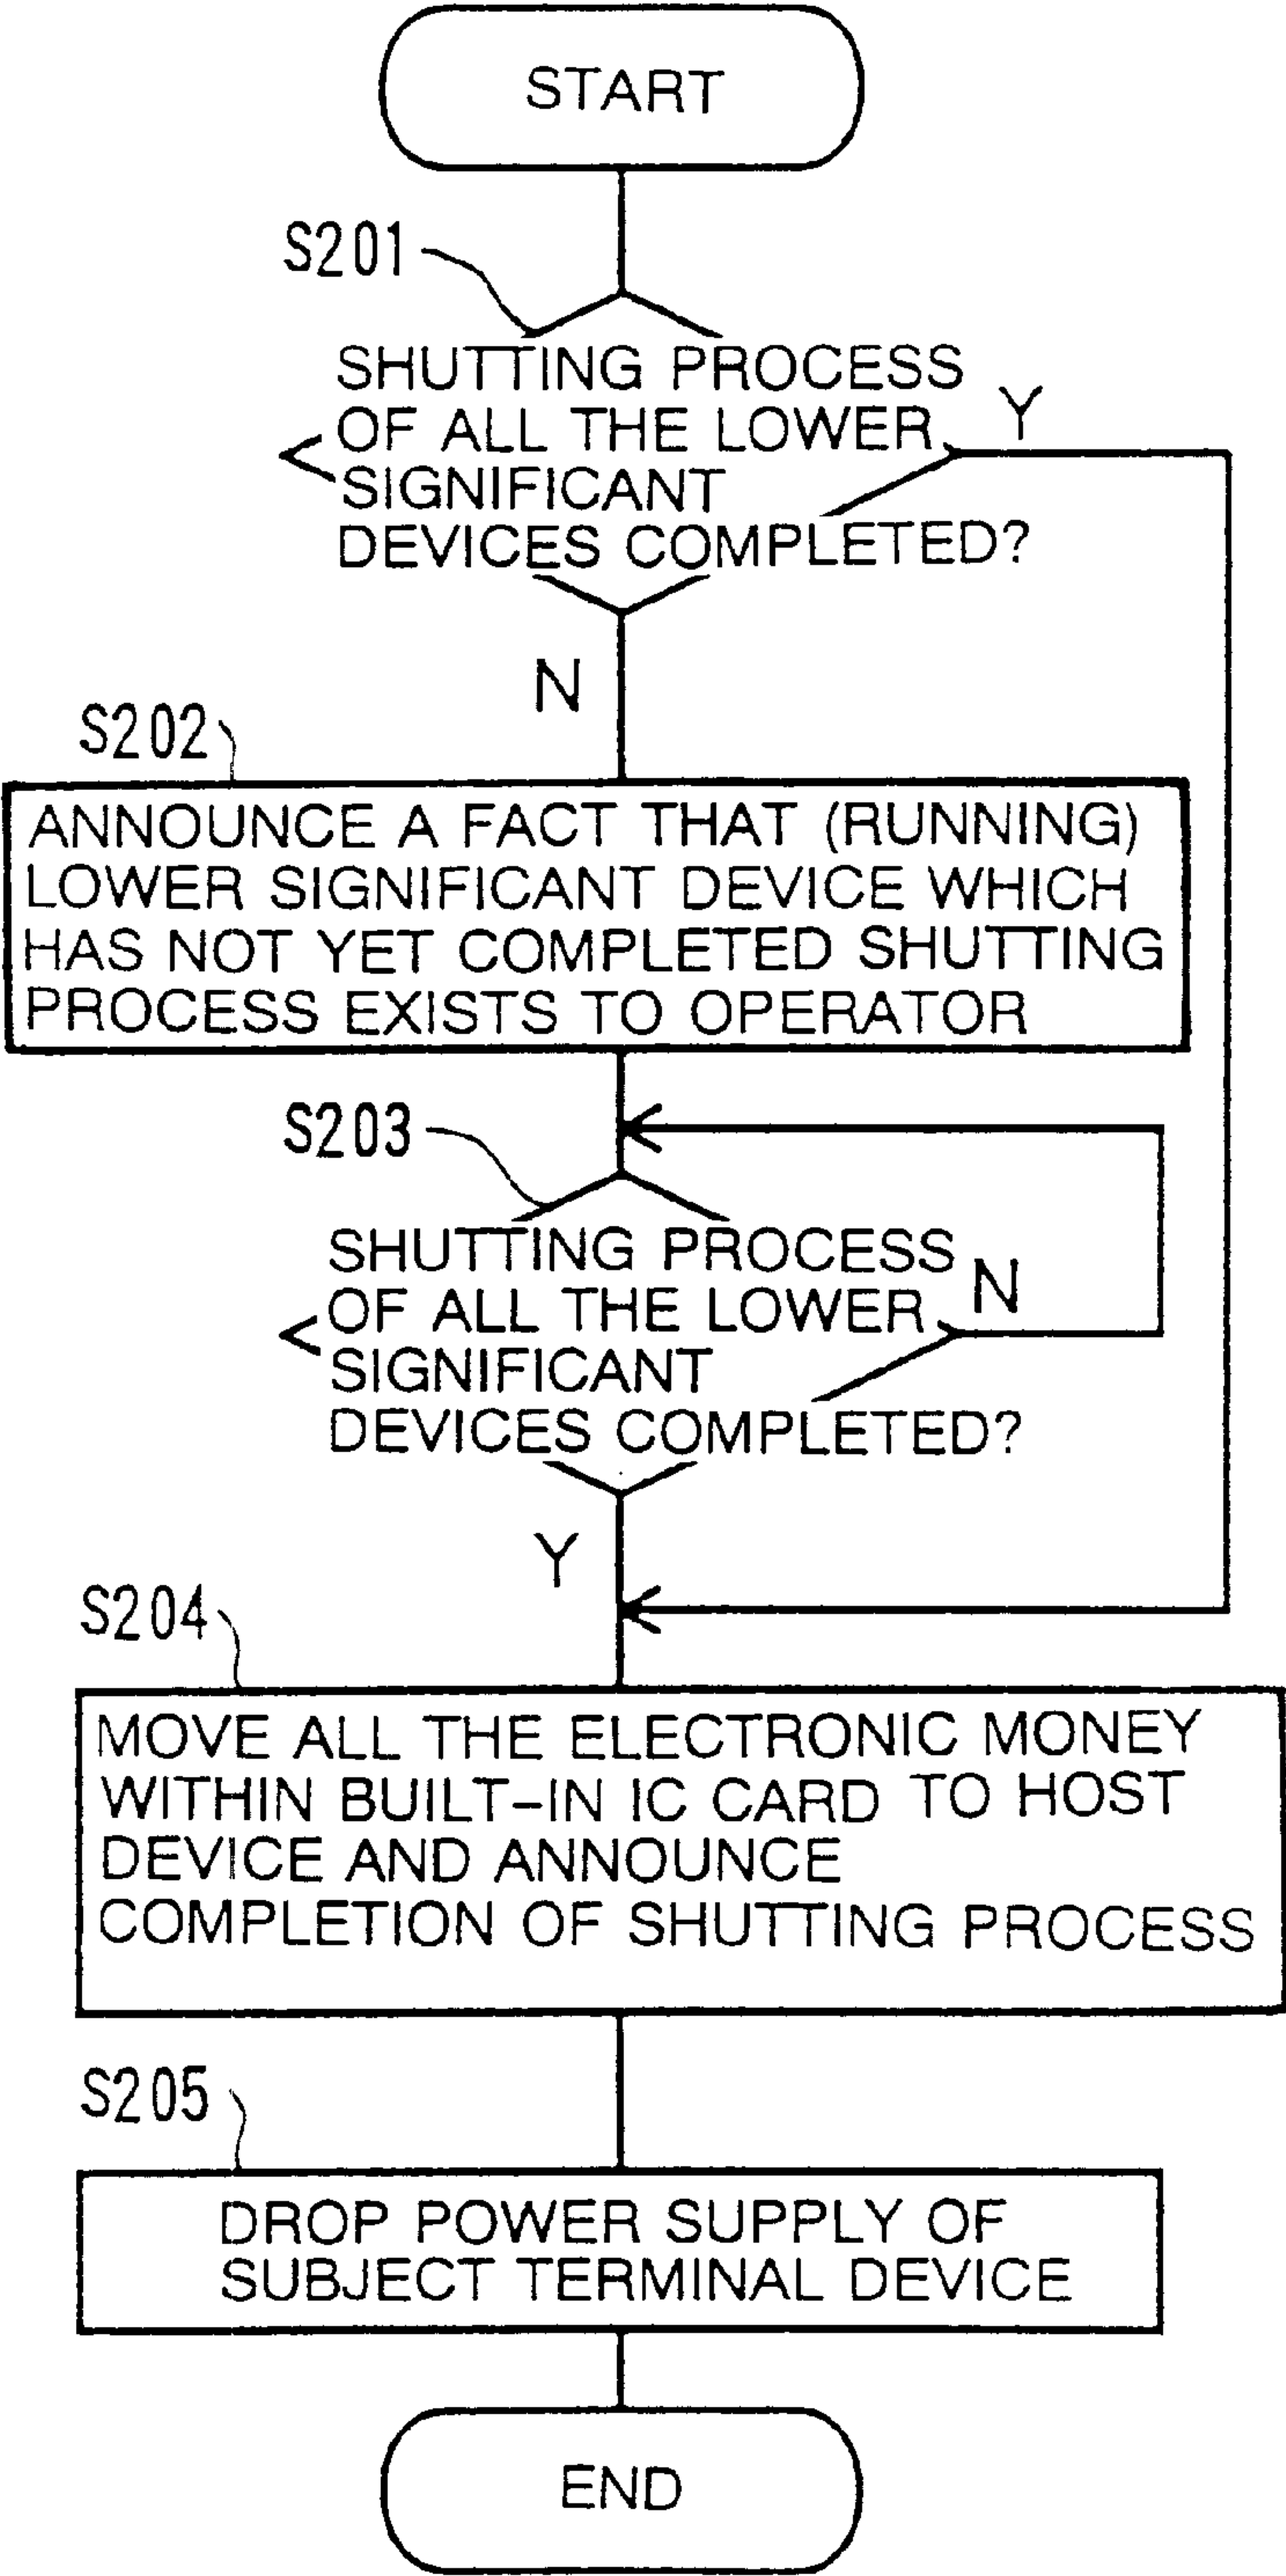 START
S201
SHUTTING PROCESS
OF ALL THE LOWER
SIGNIFICANT
DEVICES COMPLETED?
Y
N
S202
ANNOUNCE A FACT THAT (RUNNING)
LOWER SIGNIFICANT DEVICE WHICH
HAS NOT YET COMPLETED SHUTTING
PROCESS EXISTS TO OPERATOR
S203
SHUTTING PROCESS
OF ALL THE LOWER
SIGNIFICANT
DEVICES COMPLETED?
N
Y
S204
MOVE ALL THE ELECTRONIC MONEY
WITHIN BUILT-IN IC CARD TO HOST
DEVICE AND ANNOUNCE
COMPLETION OF SHUTTING PROCESS
S205
DROP POWER SUPPLY OF
SUBJECT TERMINAL DEVICE
END